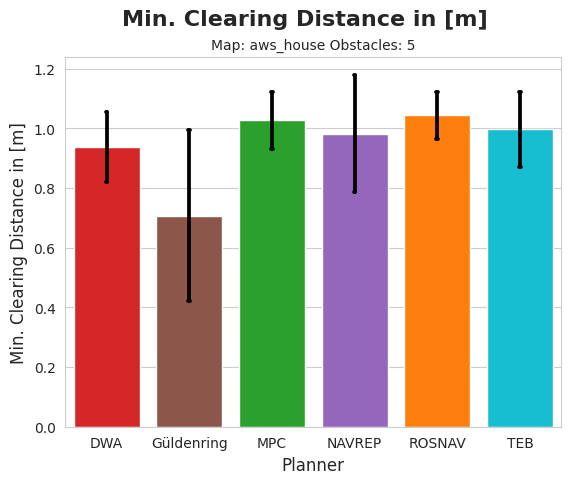 Min. Clearing Distance in [m]
Map: aws_house Obstacles: 5
Min. Clearing Distance in [m]
1.2
1.0
0.8
0.6
0.4
0.2
0.0
DWA Güldenring MPC NAVREP ROSNAV TEB
Planner